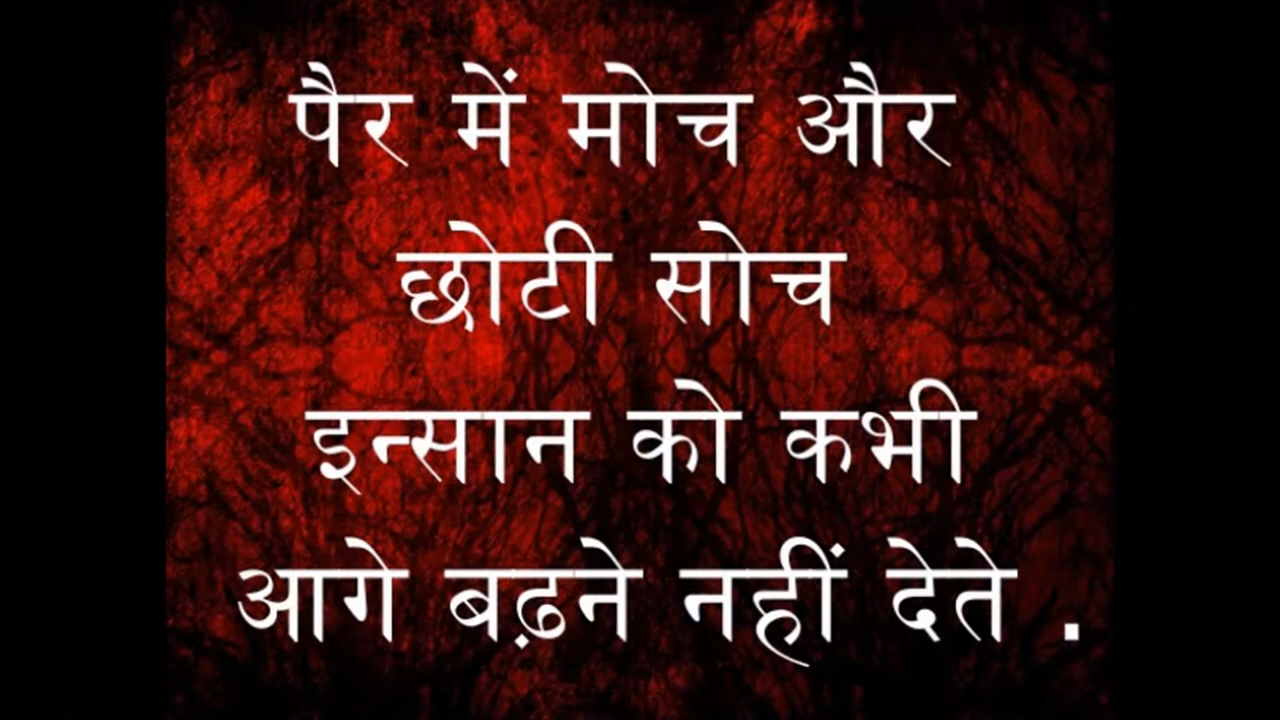 पैर में मोच और
छोटी सोच
इन्सान को कभी
आगे बढ़ने नहीं देते .